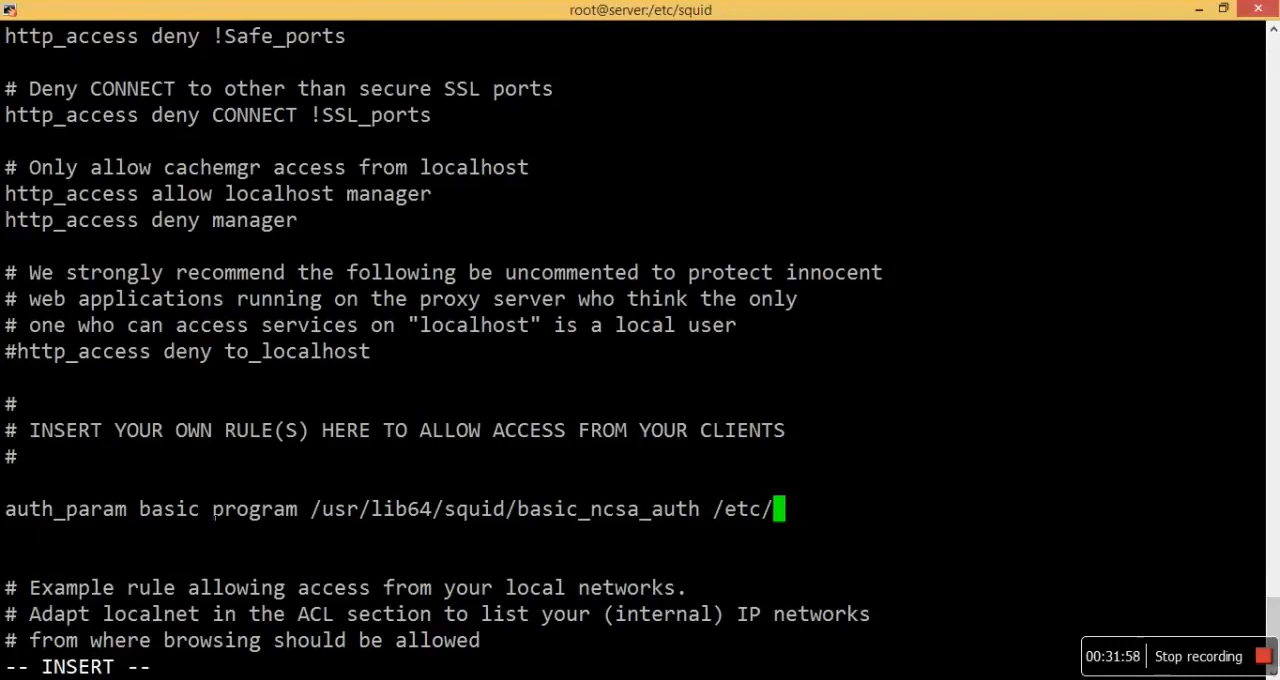 root@server:/etc/squid
http_access deny !Safe_ports
# Deny CONNECT to other than secure SSL ports
http_access deny CONNECT !SSL_ports
# Only allow cachemgr access from localhost
http_access allow localhost manager
http_access deny manager
# We strongly recommend the following be uncommented to protect innocent
# web applications running on the proxy server who think the only
# one who can access services on "localhost" is a local user
#http_access deny to_localhost
#
# INSERT YOUR OWN RULE(S) HERE TO ALLOW ACCESS FROM YOUR CLIENTS
#
auth_param basic program /usr/lib64/squid/basic_ncsa_auth /etc/
# Example rule allowing access from your local networks.
# Adapt localnet in the ACL section to list your (internal) IP networks
# from where browsing should be allowed
-- INSERT --
00:31:58 Stop recording